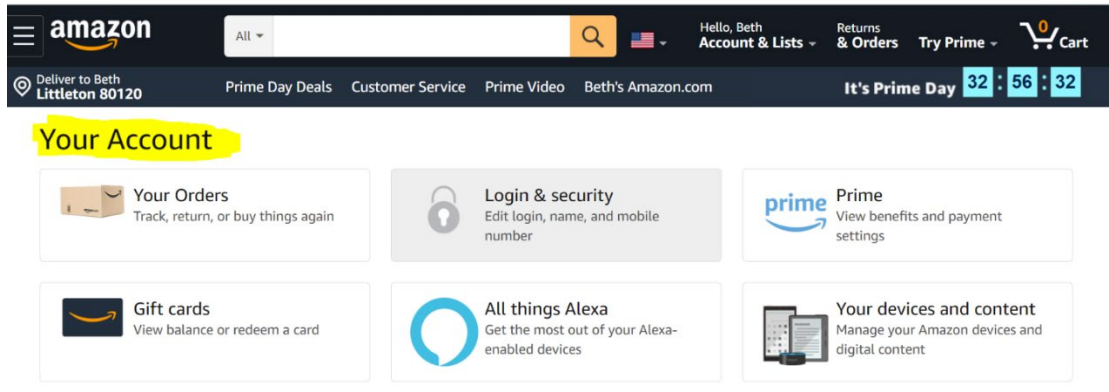 amazon
All
Hello, Beth
Account & Lists
Returns
& Orders
Try Prime
0
Cart
Deliver to Beth
Littleton 80120
Prime Day Deals
Customer Service
Prime Video
Beth's Amazon.com
It's Prime Day 32 : 56 : 32
Your Account
Your Orders
Track, return, or buy things again
Login & security
Edit login, name, and mobile
number
prime
Prime
View benefits and payment
settings
Gift cards
View balance or redeem a card
All things Alexa
Get the most out of your Alexa-
enabled devices
Your devices and content
Manage your Amazon devices and
digital content